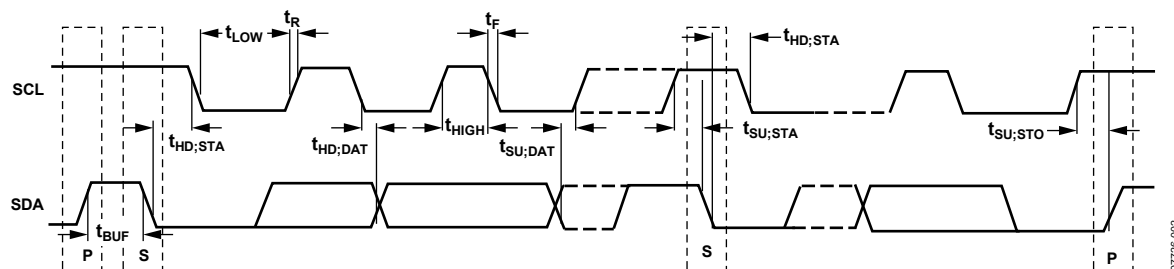 tR
tF
tLOW
tHD;STA
SCL
tHD;STA
tHD;DAT
tHIGH
tSU;DAT
tSU;STA
tSU;STO
SDA
tBUF
P
S
S
P